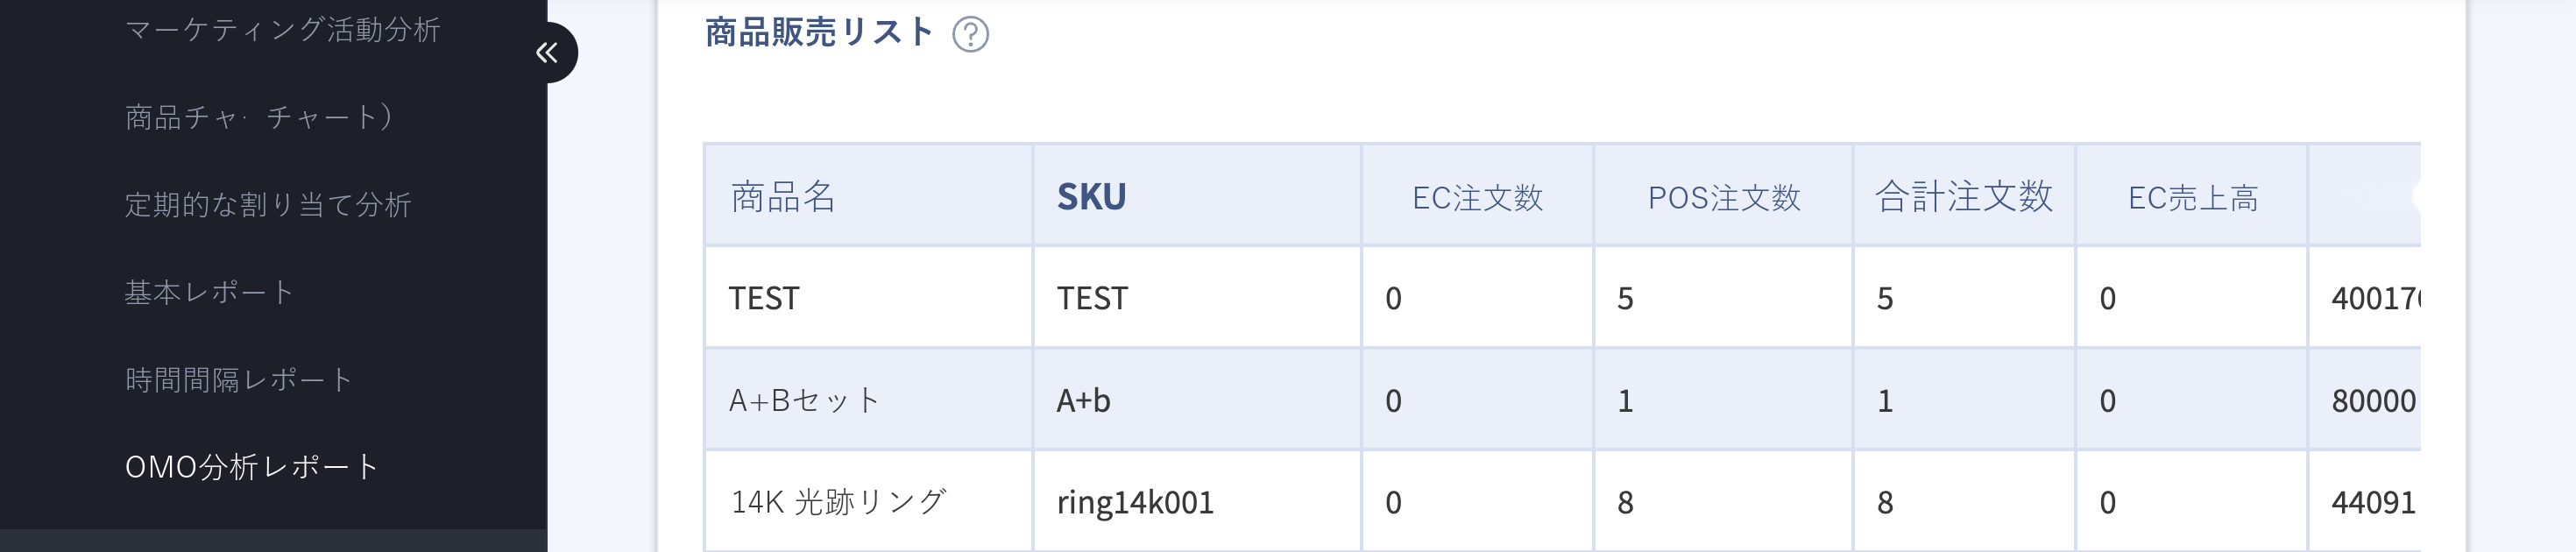 マーケティング活動分析
商品チャ· チャート）
定期的な割り当て分析
基本レポート
時間間隔レポート
OMO分析レポート
商品販売リスト ?
商品名 SKU EC注文数 POS注文数 合計注文数 EC売上高
TEST TEST 0 5 5 0 40017
A+Bセット A+b 0 1 1 0 80000
14K 光跡リング ring14k001 0 8 8 0 44091